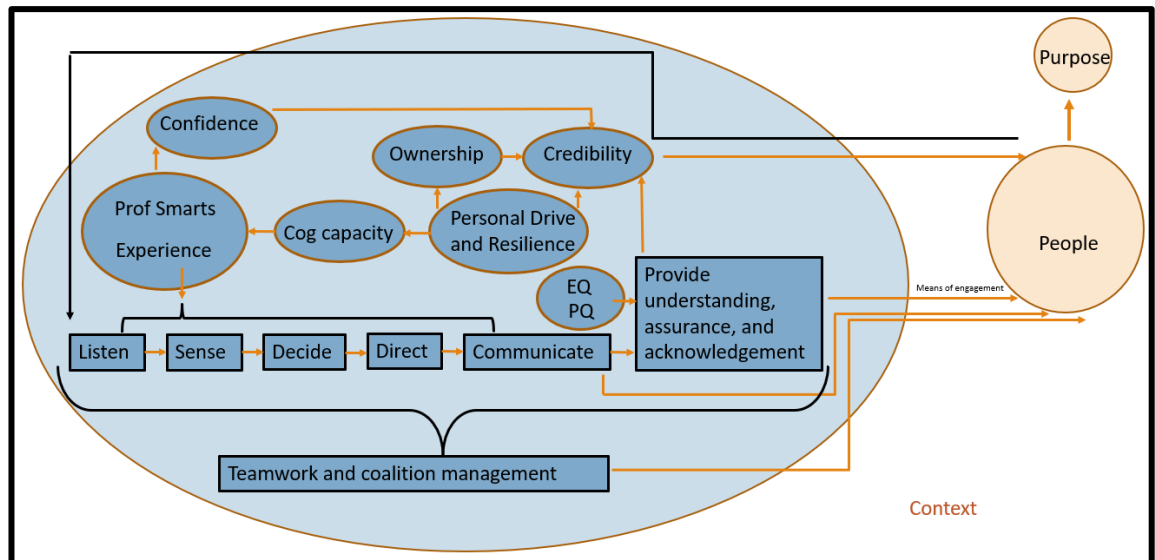 Purpose
Confidence
Ownership
Credibility
Prof Smarts
Experience
Cog capacity
Personal Drive
and Resilience
People
EQ
PQ
Provide
understanding,
assurance, and
acknowledgement
Means of engagement
Listen
Sense
Decide
Direct
Communicate
Teamwork and coalition management
Context